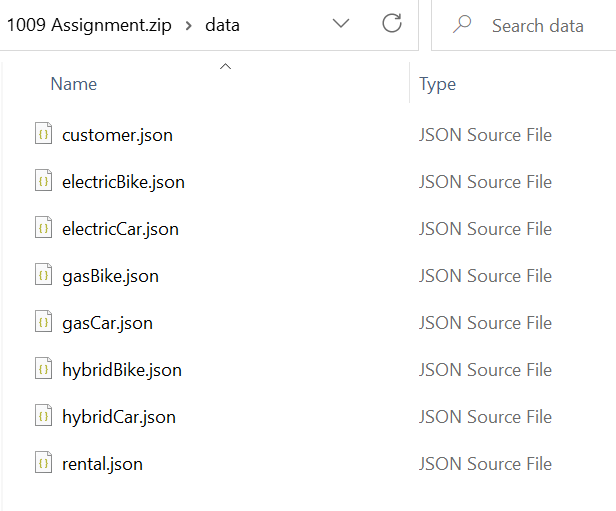 1009 Assignment.zip > data
Search data
Name Type
customer.json JSON Source File
electricBike.json JSON Source File
electricCar.json JSON Source File
gasBike.json JSON Source File
gasCar.json JSON Source File
hybridBike.json JSON Source File
hybridCar.json JSON Source File
rental.json JSON Source File